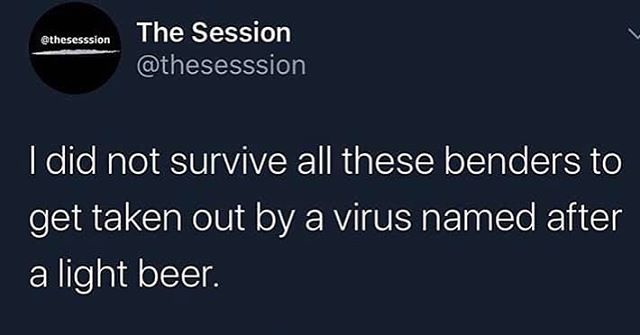 @thesesssion
The Session
@thesesssion
I did not survive all these benders to
get taken out by a virus named after
a light beer.